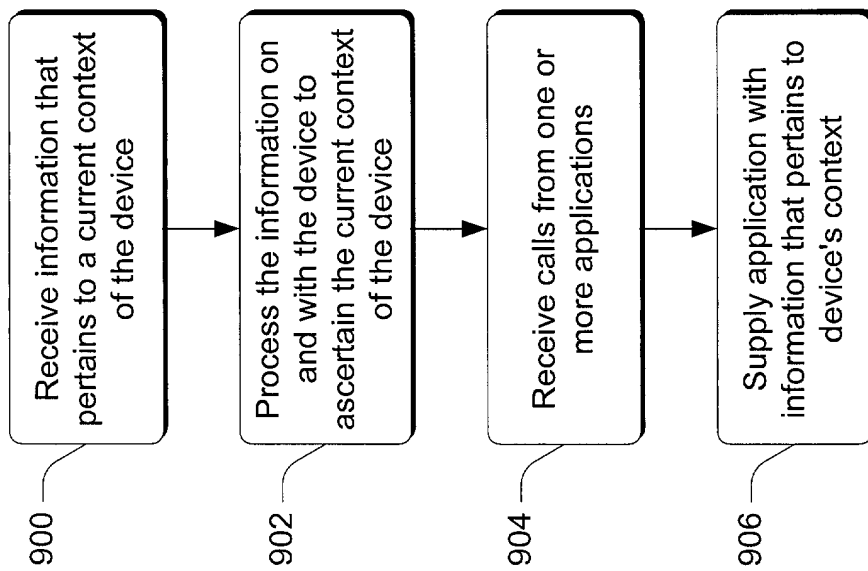 900
Receive information that
pertains to a current context
of the device
902
Process the information on
and with the device to
ascertain the current context
of the device
904
Receive calls from one or
more applications
906
Supply application with
information that pertains to
device's context